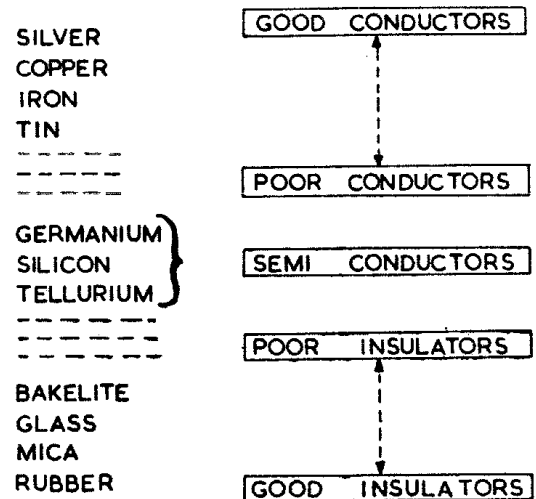 SILVER
COPPER
IRON
TIN
GERMANIUM
SILICON
TELLURIUM
BAKELITE
GLASS
MICA
RUBBER
GOOD CONDUCTORS
POOR CONDUCTORS
SEMI CONDUCTORS
POOR INSULATORS
GOOD INSULATORS